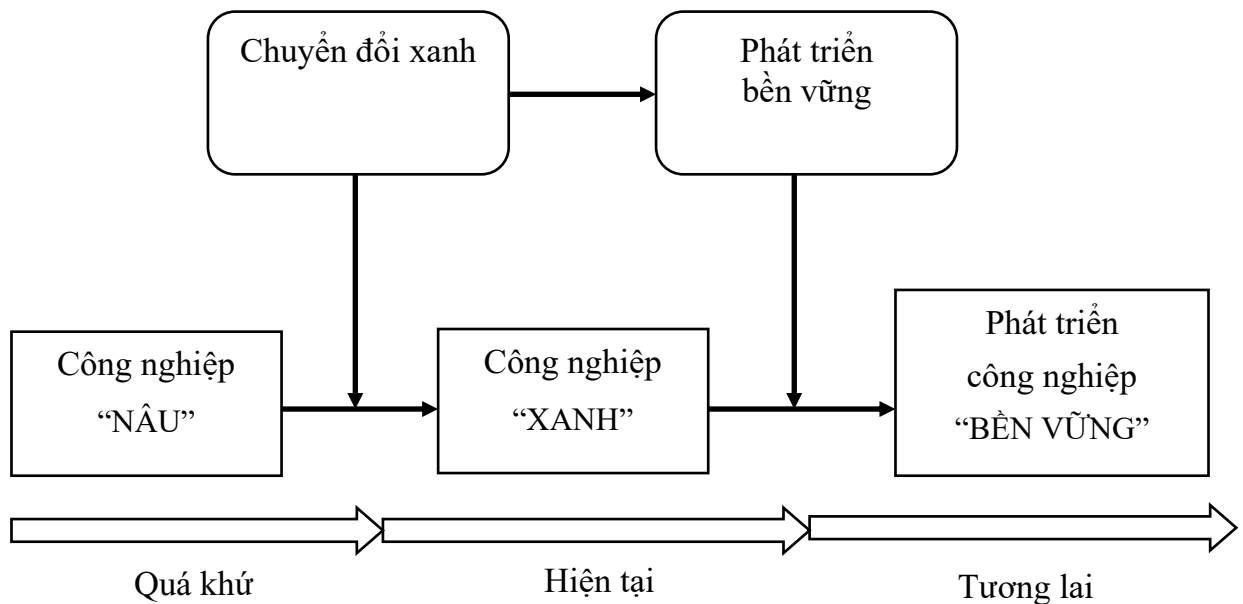 Chuyển đổi xanh
Phát triển
bền vững
Công nghiệp
“NÂU”
Công nghiệp
“XANH”
Phát triển
công nghiệp
“BỀN VỮNG”
Quá khứ
Hiện tại
Tương lai